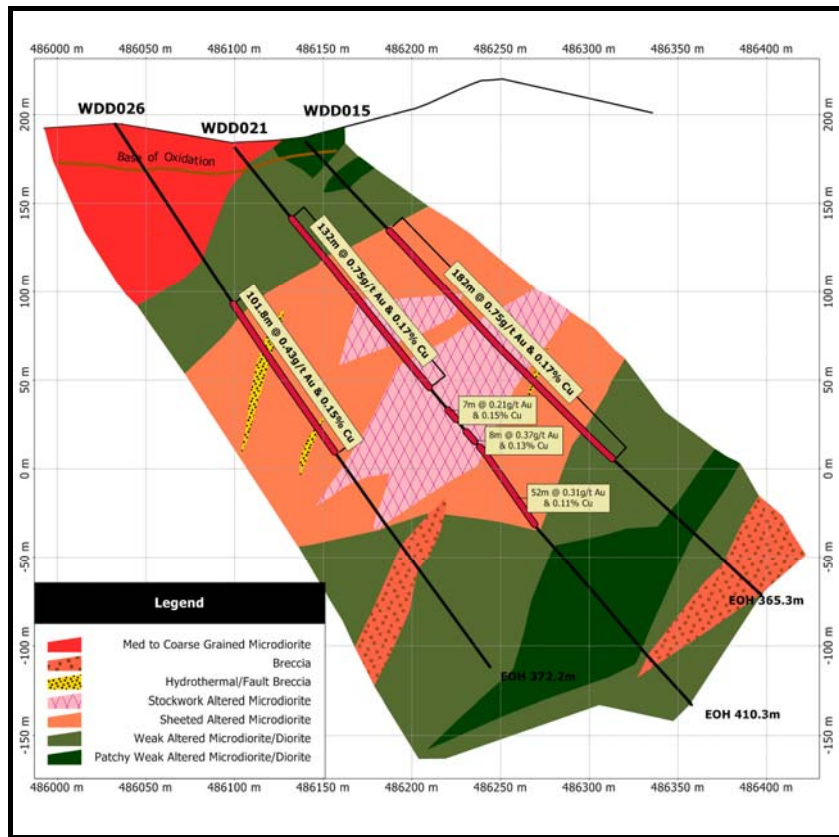 486000 m 486050 m 486100 m 486150 m 486200 m 486250 m 486300 m 486350 m 486400 m
200 m
150 m
100 m
50 m
0 m
-50 m
-100 m
-150 m
WDD026
WDD021
WDD015
Base of Oxidation
101.8m @ 0.43g/t Au & 0.15% Cu
132m @ 0.75g/t Au & 0.17% Cu
182m @ 0.75g/t Au & 0.17% Cu
7m @ 0.21g/t Au
& 0.15% Cu
8m @ 0.37g/t Au
& 0.13% Cu
52m @ 0.31g/t Au
& 0.11% Cu
EOH 365.3m
EOH 372.2m
EOH 410.3m
Legend
Med to Coarse Grained Microdiorite
Breccia
Hydrothermal/Fault Breccia
Stockwork Altered Microdiorite
Sheeted Altered Microdiorite
Weak Altered Microdiorite/Diorite
Patchy Weak Altered Microdiorite/Diorite
200 m
150 m
100 m
50 m
0 m
-50 m
-100 m
-150 m
486000 m 486050 m 486100 m 486150 m 486200 m 486250 m 486300 m 486350 m 486400 m